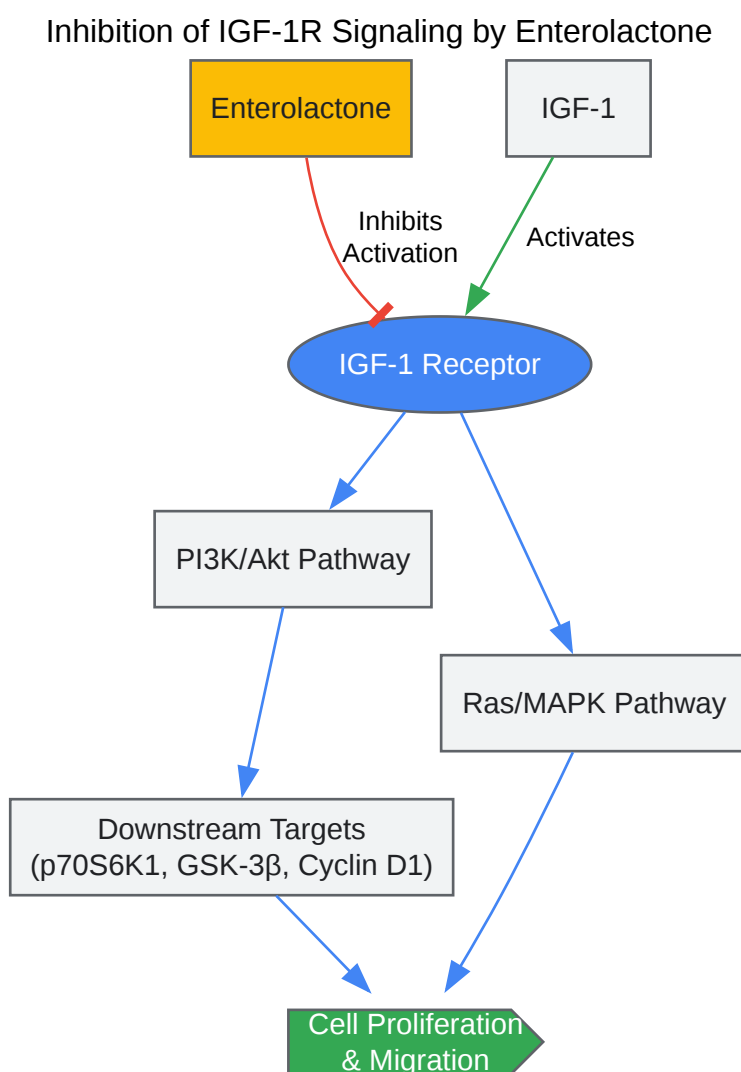 Inhibition of IGF-1R Signaling by Enterolactone
Enterolactone
IGF-1
Inhibits
Activation
Activates
IGF-1 Receptor
PI3K/Akt Pathway
Ras/MAPK Pathway
Downstream Targets
(p70S6K1, GSK-3β, Cyclin D1)
Cell Proliferation
& Migration